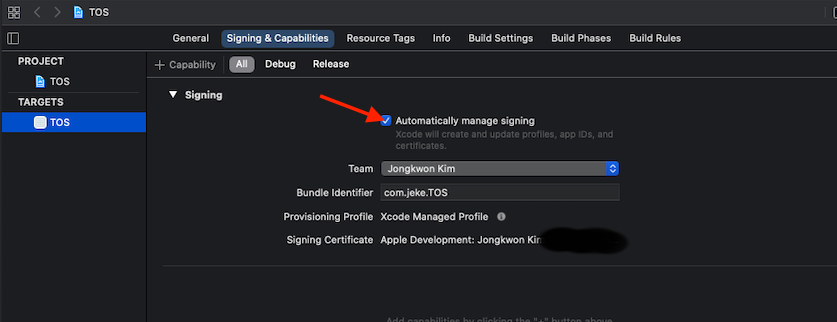 TOS
General Signing & Capabilities Resource Tags Info Build Settings Build Phases Build Rules
PROJECT
TOS
TARGETS
TOS
+ Capability All Debug Release
Signing
Automatically manage signing
Xcode will create and update profiles, app IDs, and
certificates.
Team Jongkwon Kim
Bundle Identifier com.jeke.TOS
Provisioning Profile Xcode Managed Profile
Signing Certificate Apple Development: Jongkwon Kim
Add capabilities by clicking the "+" button above